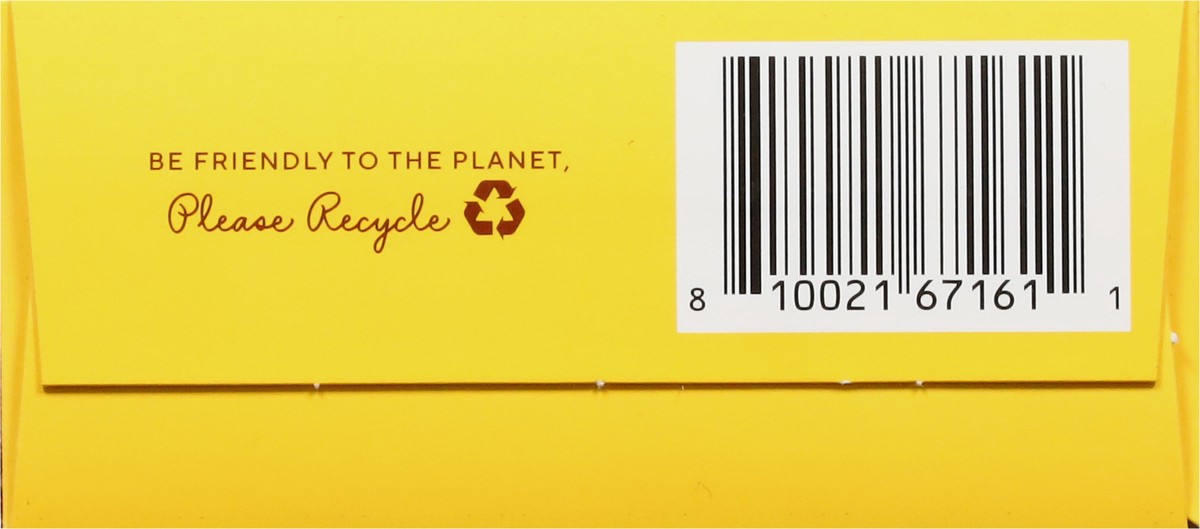 BE FRIENDLY TO THE PLANET,
Please Recycle
8 10021 67161 1